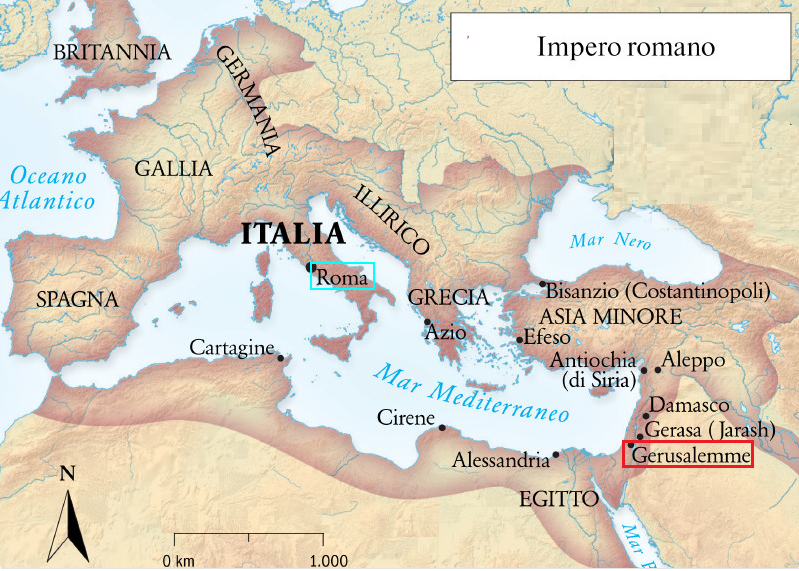 Impero romano
BRITANNIA
GERMANIA
GALLIA
Oceano
Atlantico
ILLIRICO
ITALIA
Mar Nero
Roma
SPAGNA
GRECIA
Bisanzio (Costantinopoli)
ASIA MINORE
Azio
Efeso
Cartagine
Antiochia
(di Siria)
Aleppo
Mar Mediterraneo
Damasco
Cirene
Gerasa (Jarash)
Gerusalemme
Alessandria
EGITTO
N
Mar
0 km
1.000